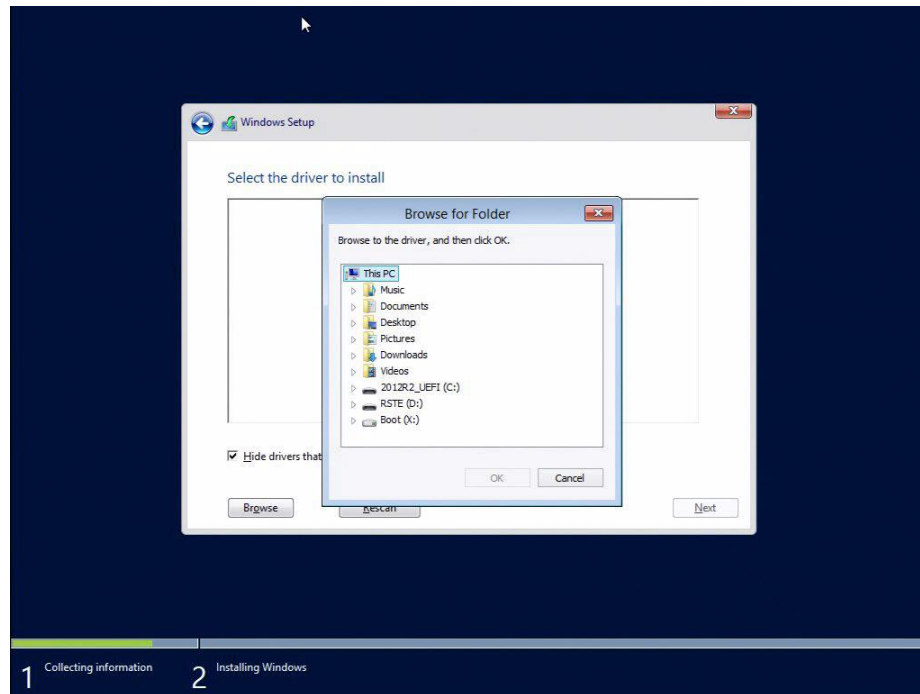 Windows Setup
Select the driver to install
Browse for Folder
Browse to the driver, and then click OK.
This PC
Music
Documents
Desktop
Pictures
Downloads
Videos
2012R2_UEFI (C:)
RSTE (D:)
Boot (X:)
Hide drivers that
OK
Cancel
Browse
Rescan
Next
1 Collecting information
2 Installing Windows